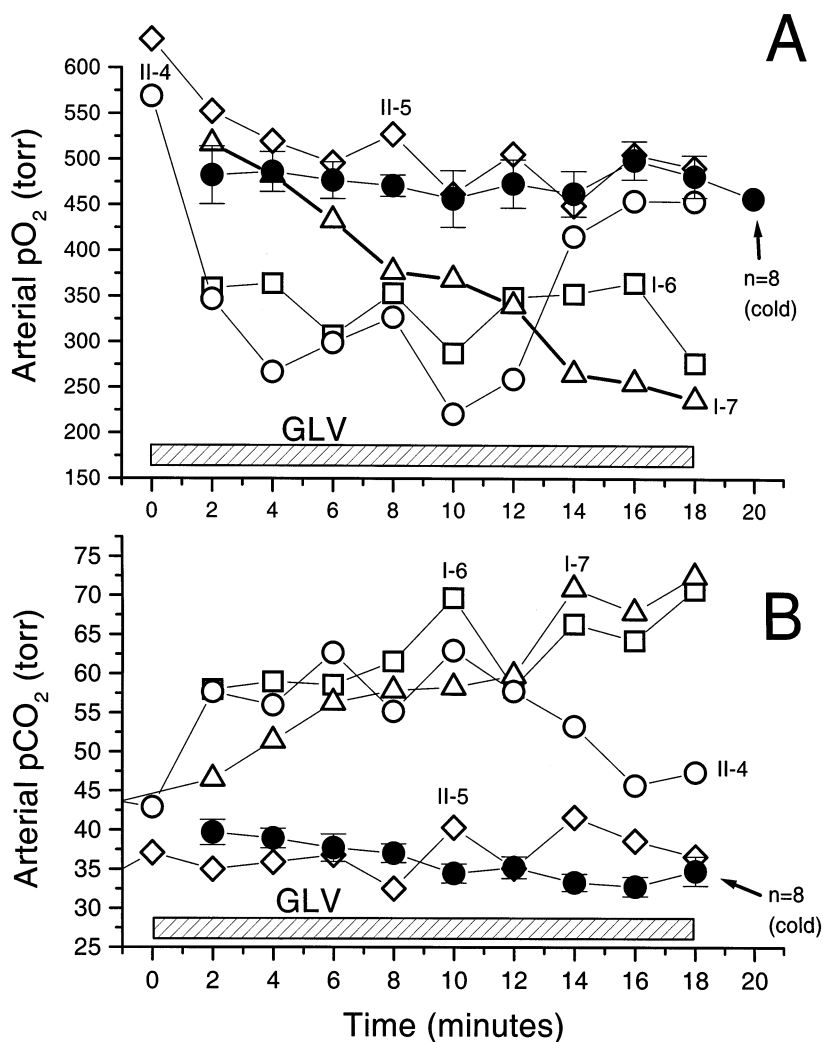 A
600
II-4
550
II-5
500
450
400
350
300
250
200
150
Arterial pO2 (torr)
n=8
(cold)
I-6
I-7
GLV
0 2 4 6 8 10 12 14 16 18 20
B
75
70
65
60
55
50
45
40
35
30
25
Arterial pCO2 (torr)
I-6
I-7
II-4
II-5
n=8
(cold)
GLV
0 2 4 6 8 10 12 14 16 18 20
Time (minutes)